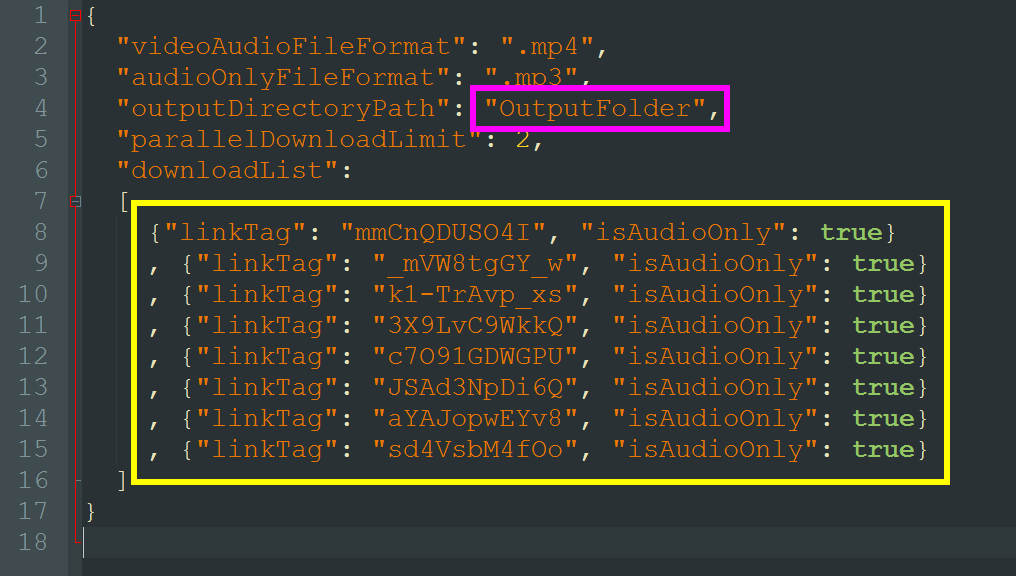 1 {
2 "videoAudioFileFormat": ".mp4",
3 "audioOnlyFileFormat": ".mp3",
4 "outputDirectoryPath": "OutputFolder",
5 "parallelDownloadLimit": 2,
6 "downloadList":
7 [
8 {"linkTag": "mmCnQDUSO4I", "isAudioOnly": true}
9 , {"linkTag": "_mVW8tgGY_w", "isAudioOnly": true}
10 , {"linkTag": "k1-TrAvp_xs", "isAudioOnly": true}
11 , {"linkTag": "3X9LvC9WkkQ", "isAudioOnly": true}
12 , {"linkTag": "c7O91GDWGPU", "isAudioOnly": true}
13 , {"linkTag": "JSAd3NpDi6Q", "isAudioOnly": true}
14 , {"linkTag": "aYAJopwEYv8", "isAudioOnly": true}
15 , {"linkTag": "sd4VsbM4fOo", "isAudioOnly": true}
16 ]
17 }
18